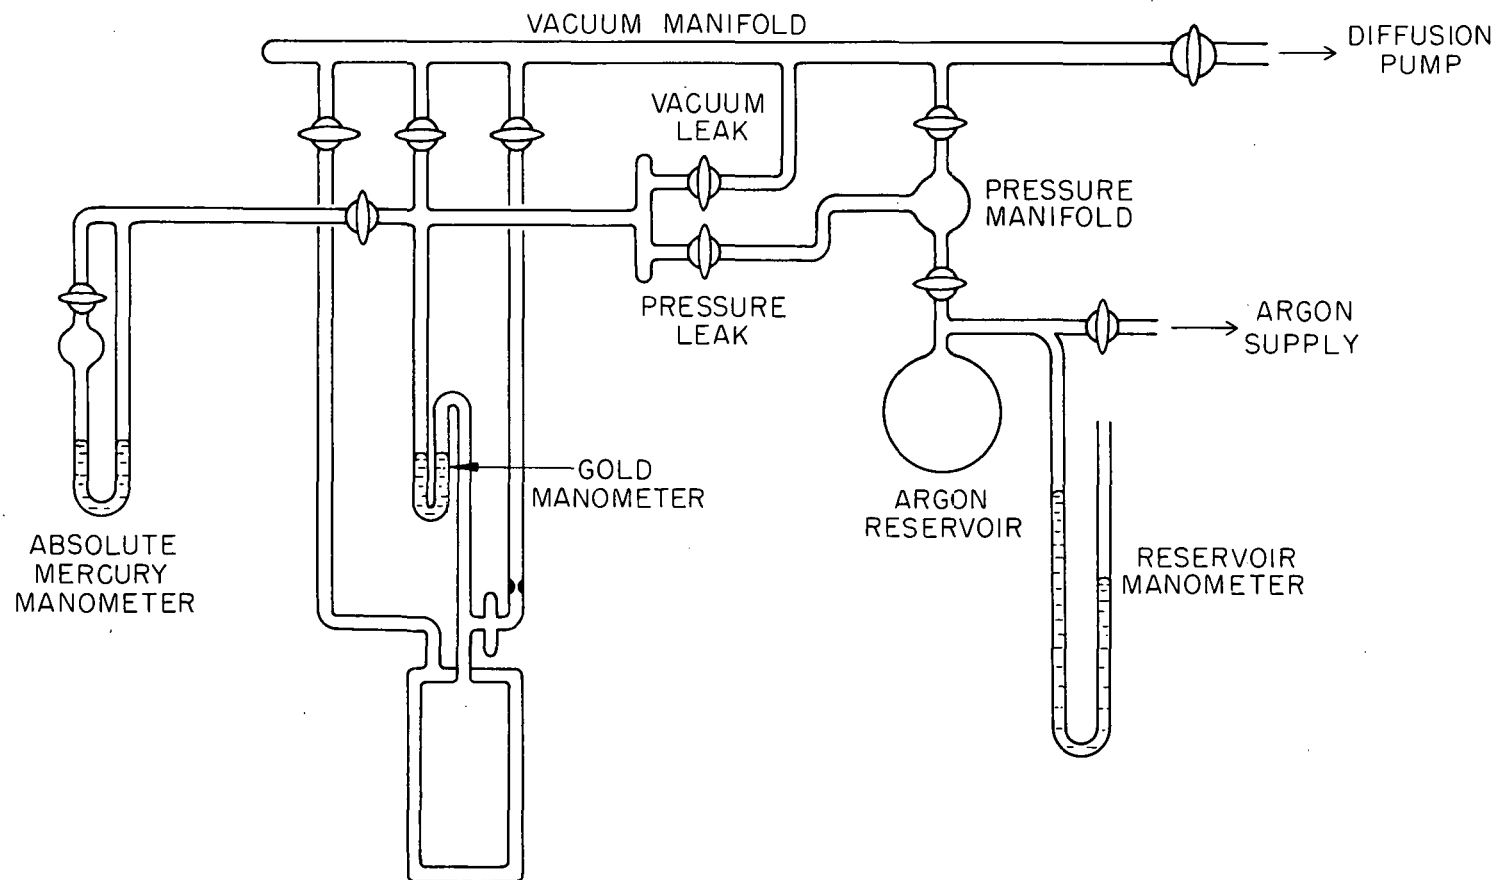 VACUUM MANIFOLD
DIFFUSION
PUMP
VACUUM
LEAK
PRESSURE
MANIFOLD
PRESSURE
LEAK
ARGON
SUPPLY
GOLD
MANOMETER
ARGON
RESERVOIR
ABSOLUTE
MERCURY
MANOMETER
RESERVOIR
MANOMETER